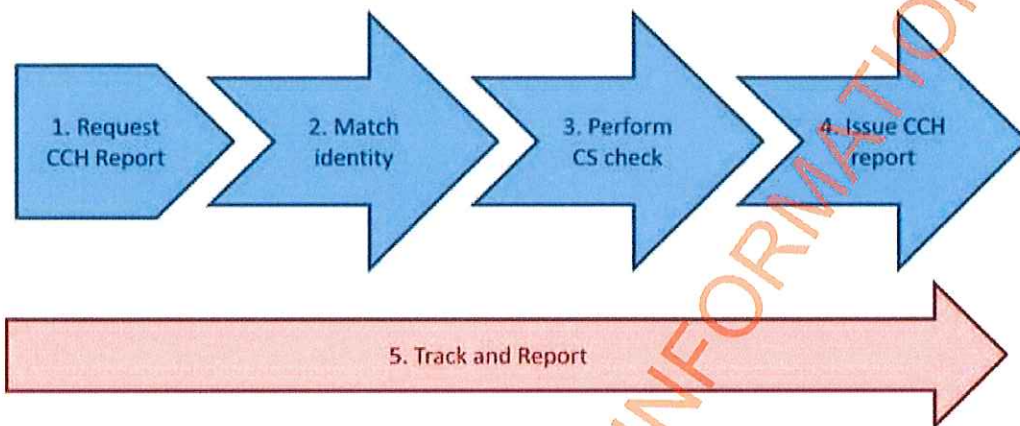 1. Request
CCH Report
2. Match
identity
3. Perform
CS check
4. Issue CCH
report
5. Track and Report
INFORMATION